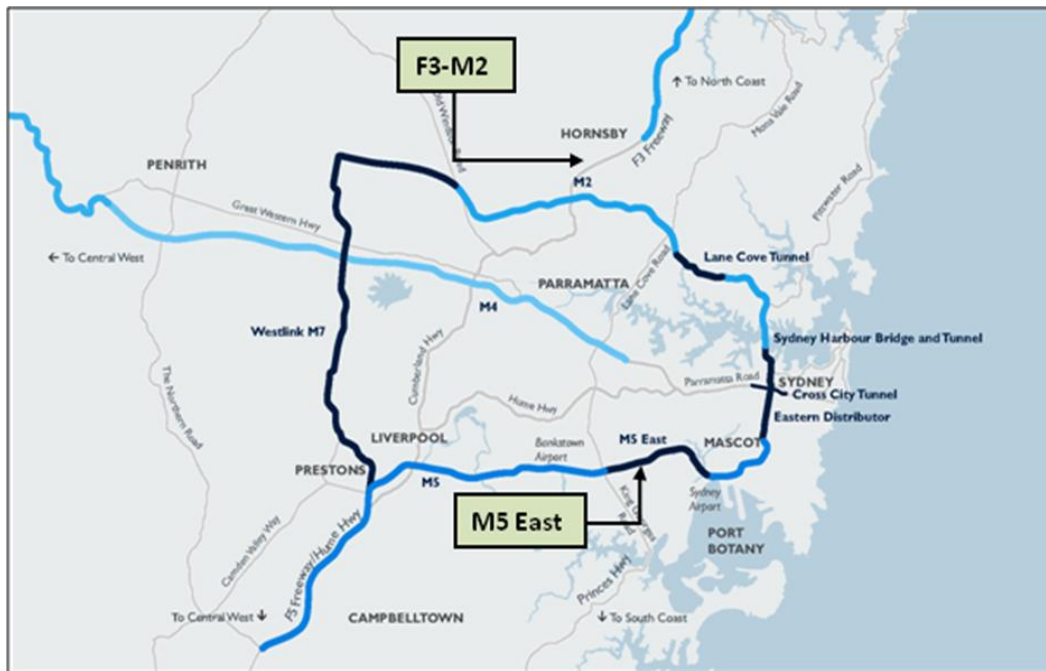 F3-M2
↑ To North Coast
Old Windsor Road
HORNSBY
F3 Freeway
Mona Vale Road
PENRITH
M2
Pittwater Road
Great Western Hwy
← To Central West
Lane Cove Road
Lane Cove Tunnel
PARRAMATTA
M4
Westlink M7
Cumberland Hwy
Sydney Harbour Bridge and Tunnel
Parramatta Road
SYDNEY
Cross City Tunnel
The Northern Road
Hume Hwy
Eastern Distributor
LIVERPOOL
Bankstown
Airport
M5 East
MASCOT
PRESTONS
M5
Sydney
Airport
King Georges
Road
M5 East
PORT
BOTANY
Camden Valley Way
F5 Freeway/Hume Hwy
Princes Hwy
To Central West ↓
CAMPBELLTOWN
↓ To South Coast